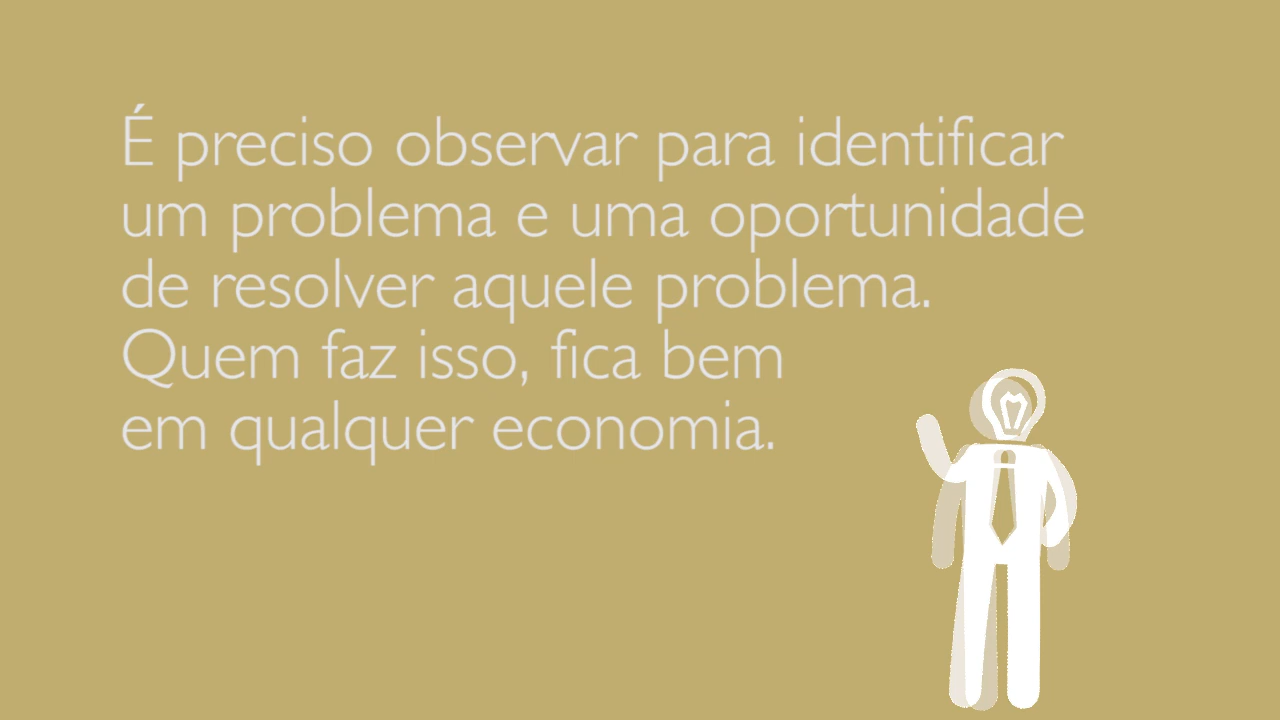 É preciso observar para identificar
um problema e uma oportunidade
de resolver aquele problema.
Quem faz isso, fica bem
em qualquer economia.